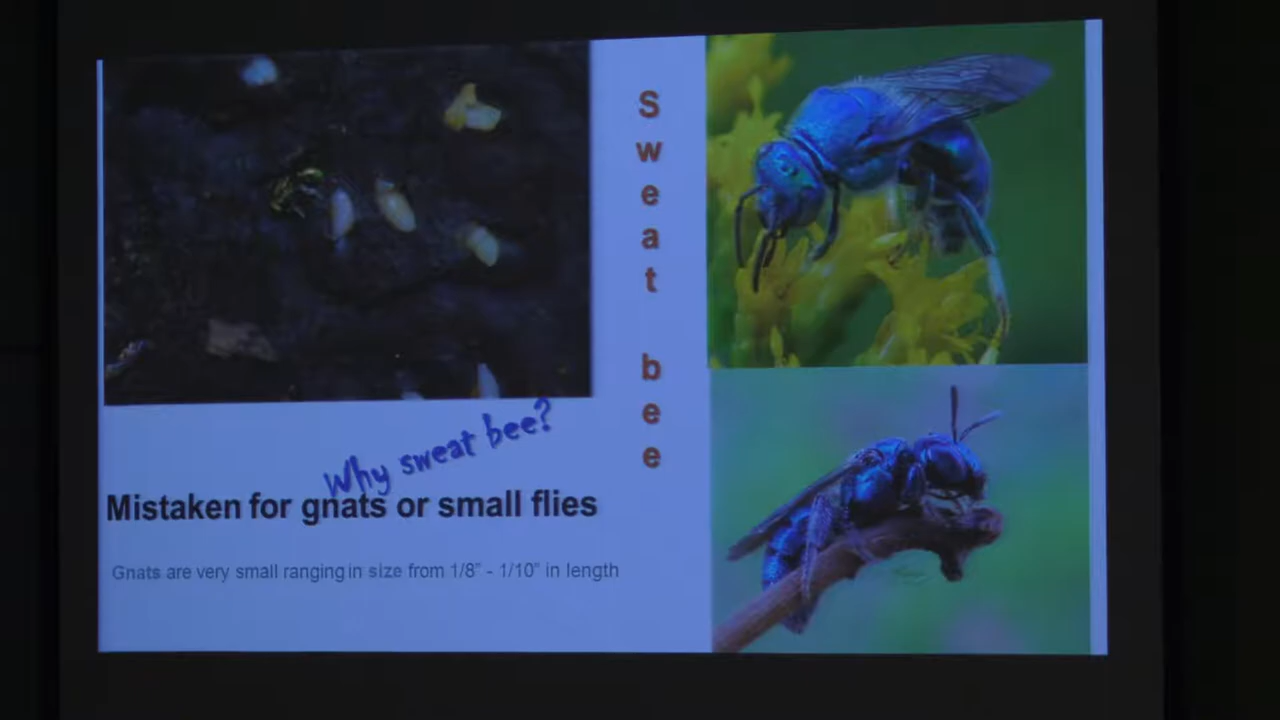 Sweat bee
Why sweat bee?
Mistaken for gnats or small flies
Gnats are very small ranging in size from 1/8" - 1/10" in length